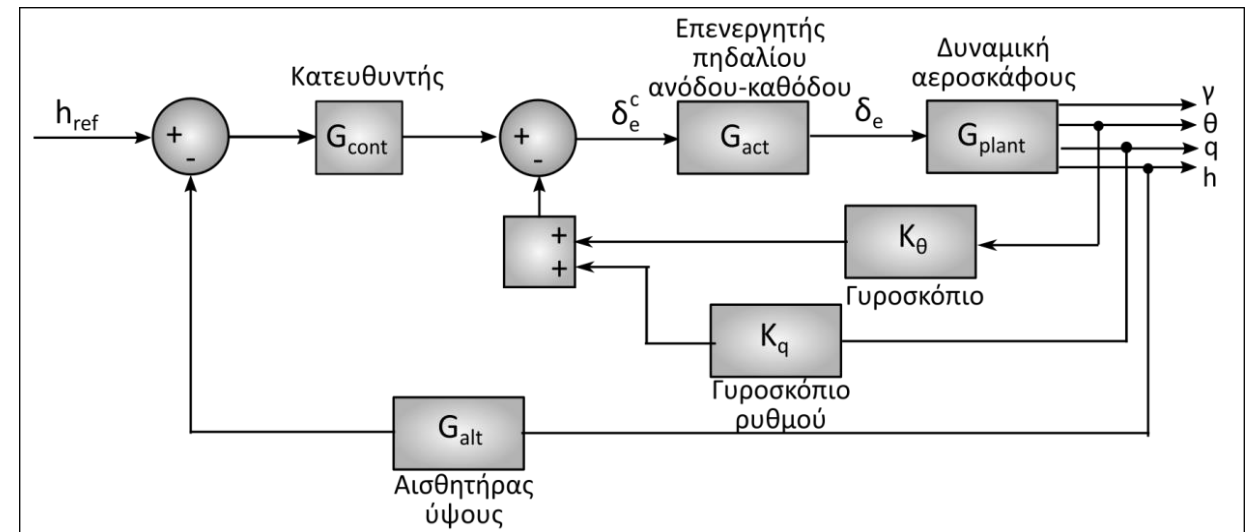 Επενεργητής
πηδαλίου
ανόδου-καθόδου
Δυναμική
αεροσκάφους
Κατευθυντής
h_ref
+
-
G_cont
+
-
δ_e^c
G_act
δ_e
G_plant
γ
θ
q
h
+
+
K_θ
Γυροσκόπιο
K_q
Γυροσκόπιο
ρυθμού
G_alt
Αισθητήρας
ύψους